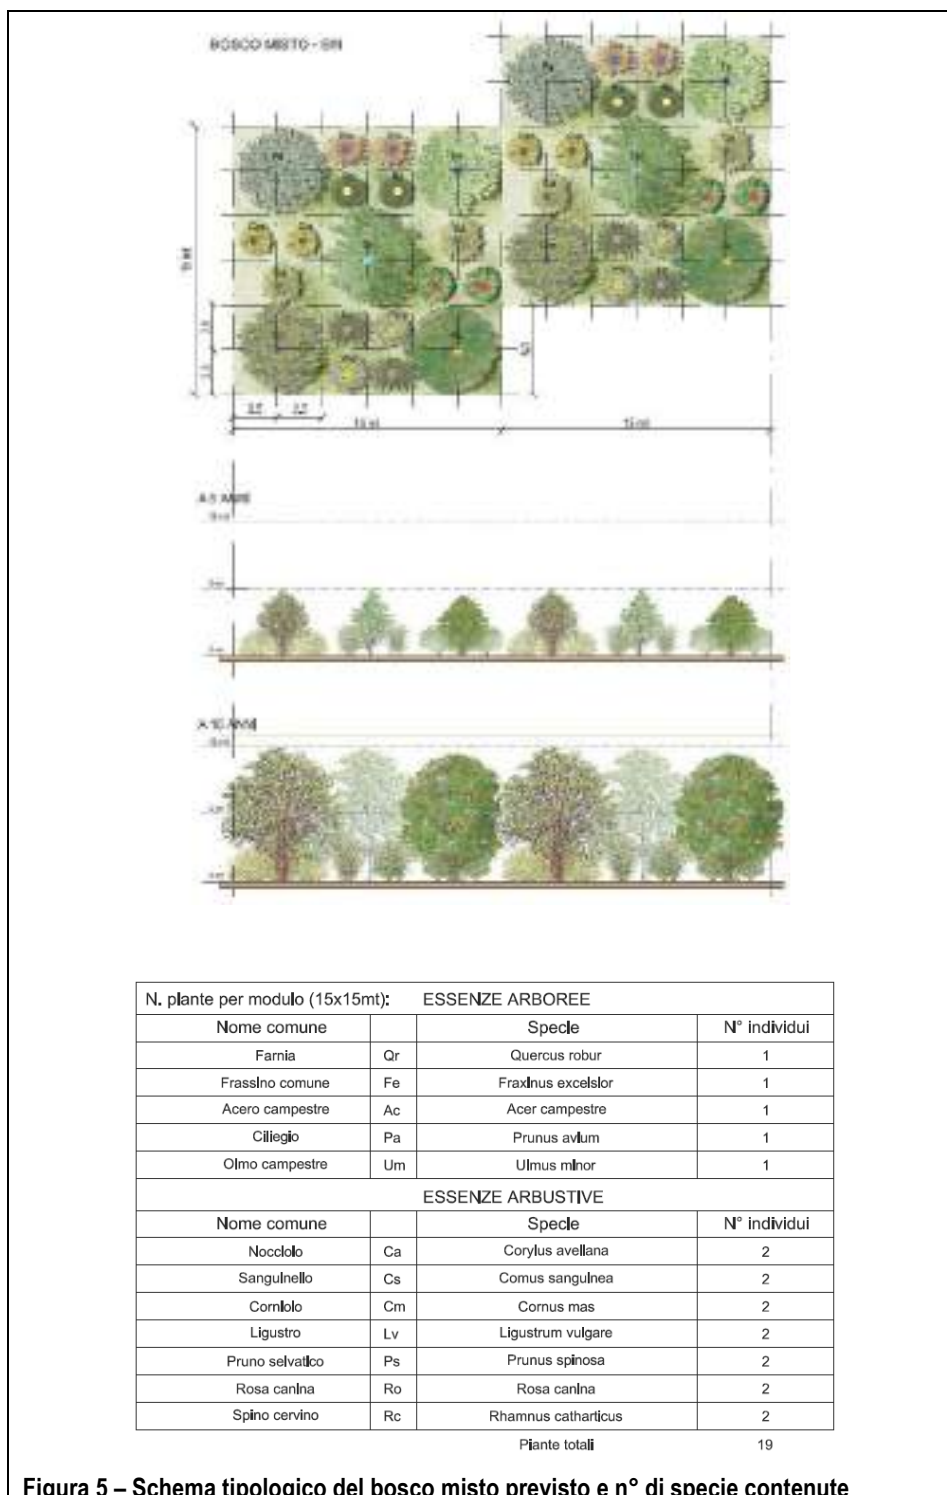 BOSCO MISTO - BM
15 mt
15 mt
15 mt
A 5 ANNI
A 15 ANNI
N. piante per modulo (15x15mt): ESSENZE ARBOREE
Nome comune Specie N° individui
Farnia Qr Quercus robur 1
Frassino comune Fe Fraxinus excelsior 1
Acero campestre Ac Acer campestre 1
Ciliegio Pa Prunus avium 1
Olmo campestre Um Ulmus minor 1
ESSENZE ARBUSTIVE
Nome comune Specie N° individui
Nocciolo Ca Corylus avellana 2
Sanguinello Cs Cornus sanguinea 2
Corniolo Cm Cornus mas 2
Ligustro Lv Ligustrum vulgare 2
Pruno selvatico Ps Prunus spinosa 2
Rosa canina Ro Rosa canina 2
Spino cervino Rc Rhamnus catharticus 2
Piante totali 19
Figura 5 – Schema tipologico del bosco misto previsto e n° di specie contenute